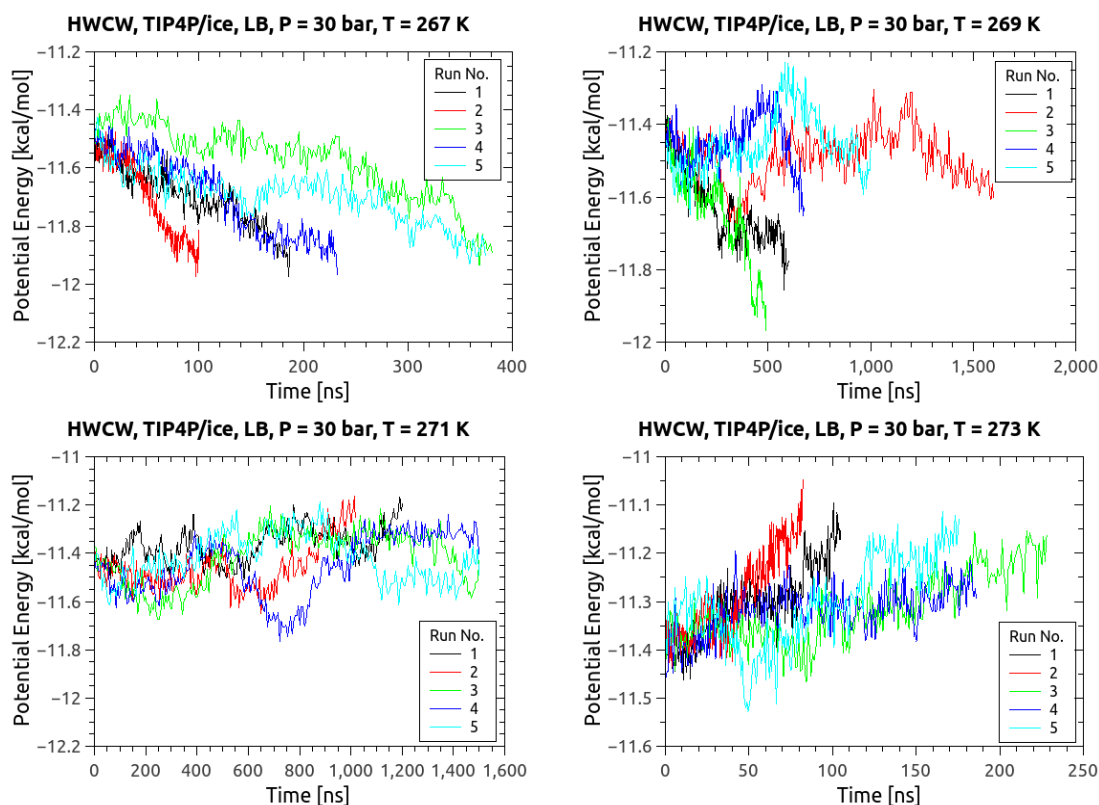 HWCW, TIP4P/ice, LB, P = 30 bar, T = 267 K
Potential Energy [kcal/mol]
−11.2
−11.4
−11.6
−11.8
−12
−12.2
Run No.
1
2
3
4
5
0 100 200 300 400
Time [ns]
HWCW, TIP4P/ice, LB, P = 30 bar, T = 269 K
Potential Energy [kcal/mol]
−11.2
−11.4
−11.6
−11.8
−12
Run No.
1
2
3
4
5
0 500 1,000 1,500 2,000
Time [ns]
HWCW, TIP4P/ice, LB, P = 30 bar, T = 271 K
Potential Energy [kcal/mol]
−11
−11.2
−11.4
−11.6
−11.8
−12
−12.2
Run No.
1
2
3
4
5
0 200 400 600 800 1,000 1,200 1,400 1,600
Time [ns]
HWCW, TIP4P/ice, LB, P = 30 bar, T = 273 K
Potential Energy [kcal/mol]
−11
−11.1
−11.2
−11.3
−11.4
−11.5
−11.6
Run No.
1
2
3
4
5
0 50 100 150 200 250
Time [ns]